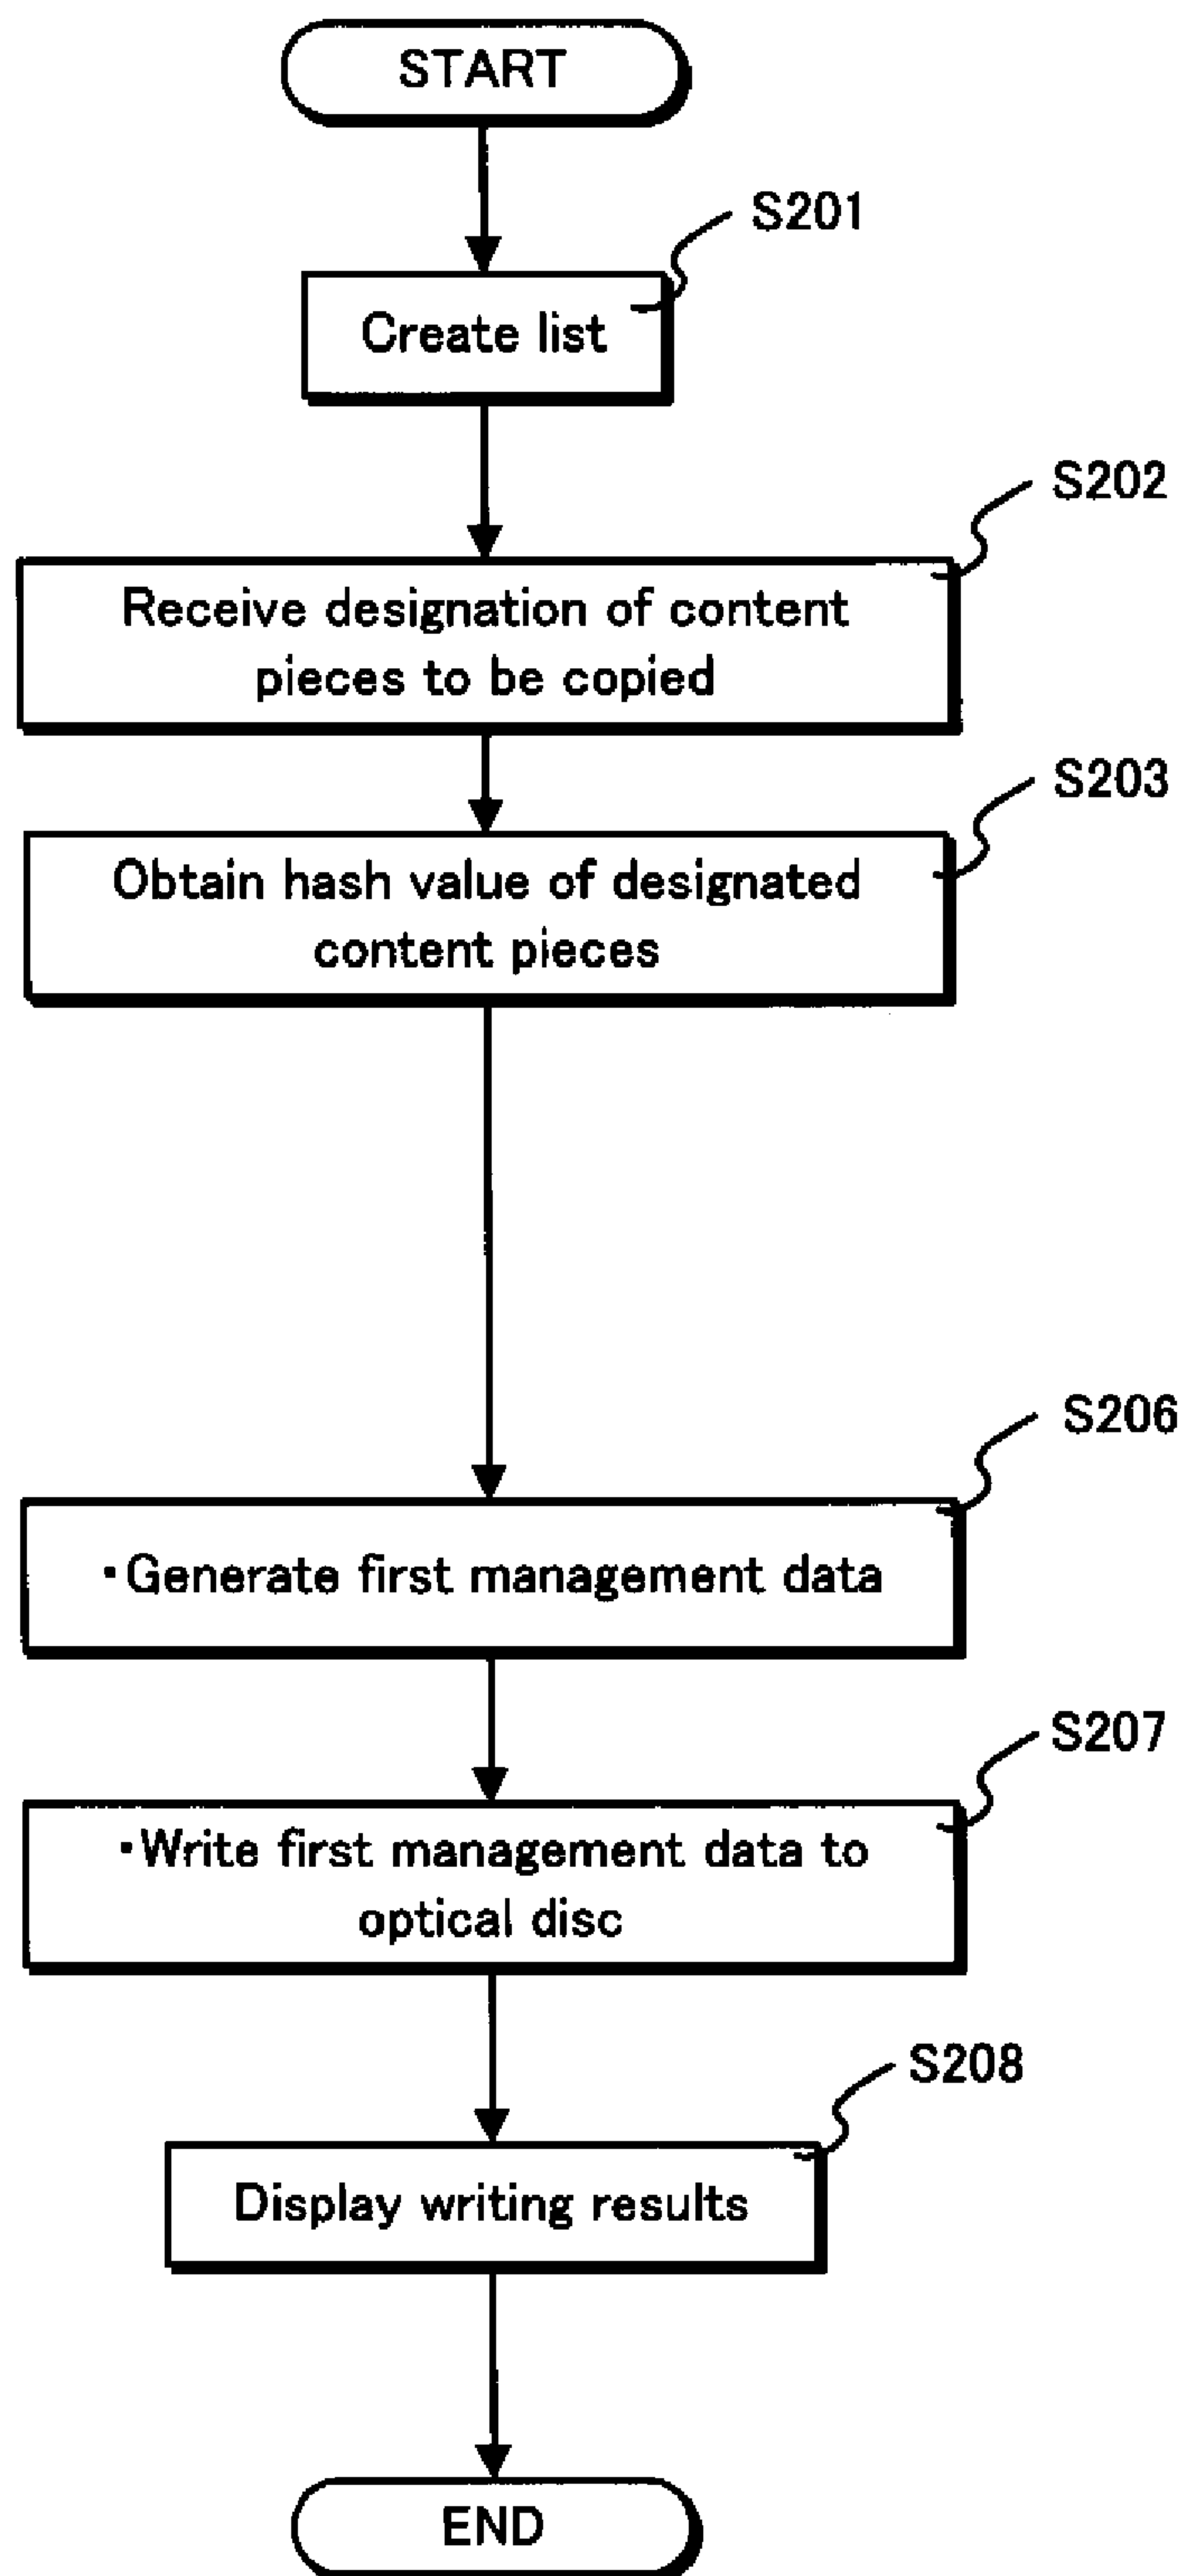 START
S201
Create list
S202
Receive designation of content
pieces to be copied
S203
Obtain hash value of designated
content pieces
S206
·Generate first management data
S207
·Write first management data to
optical disc
S208
Display writing results
END